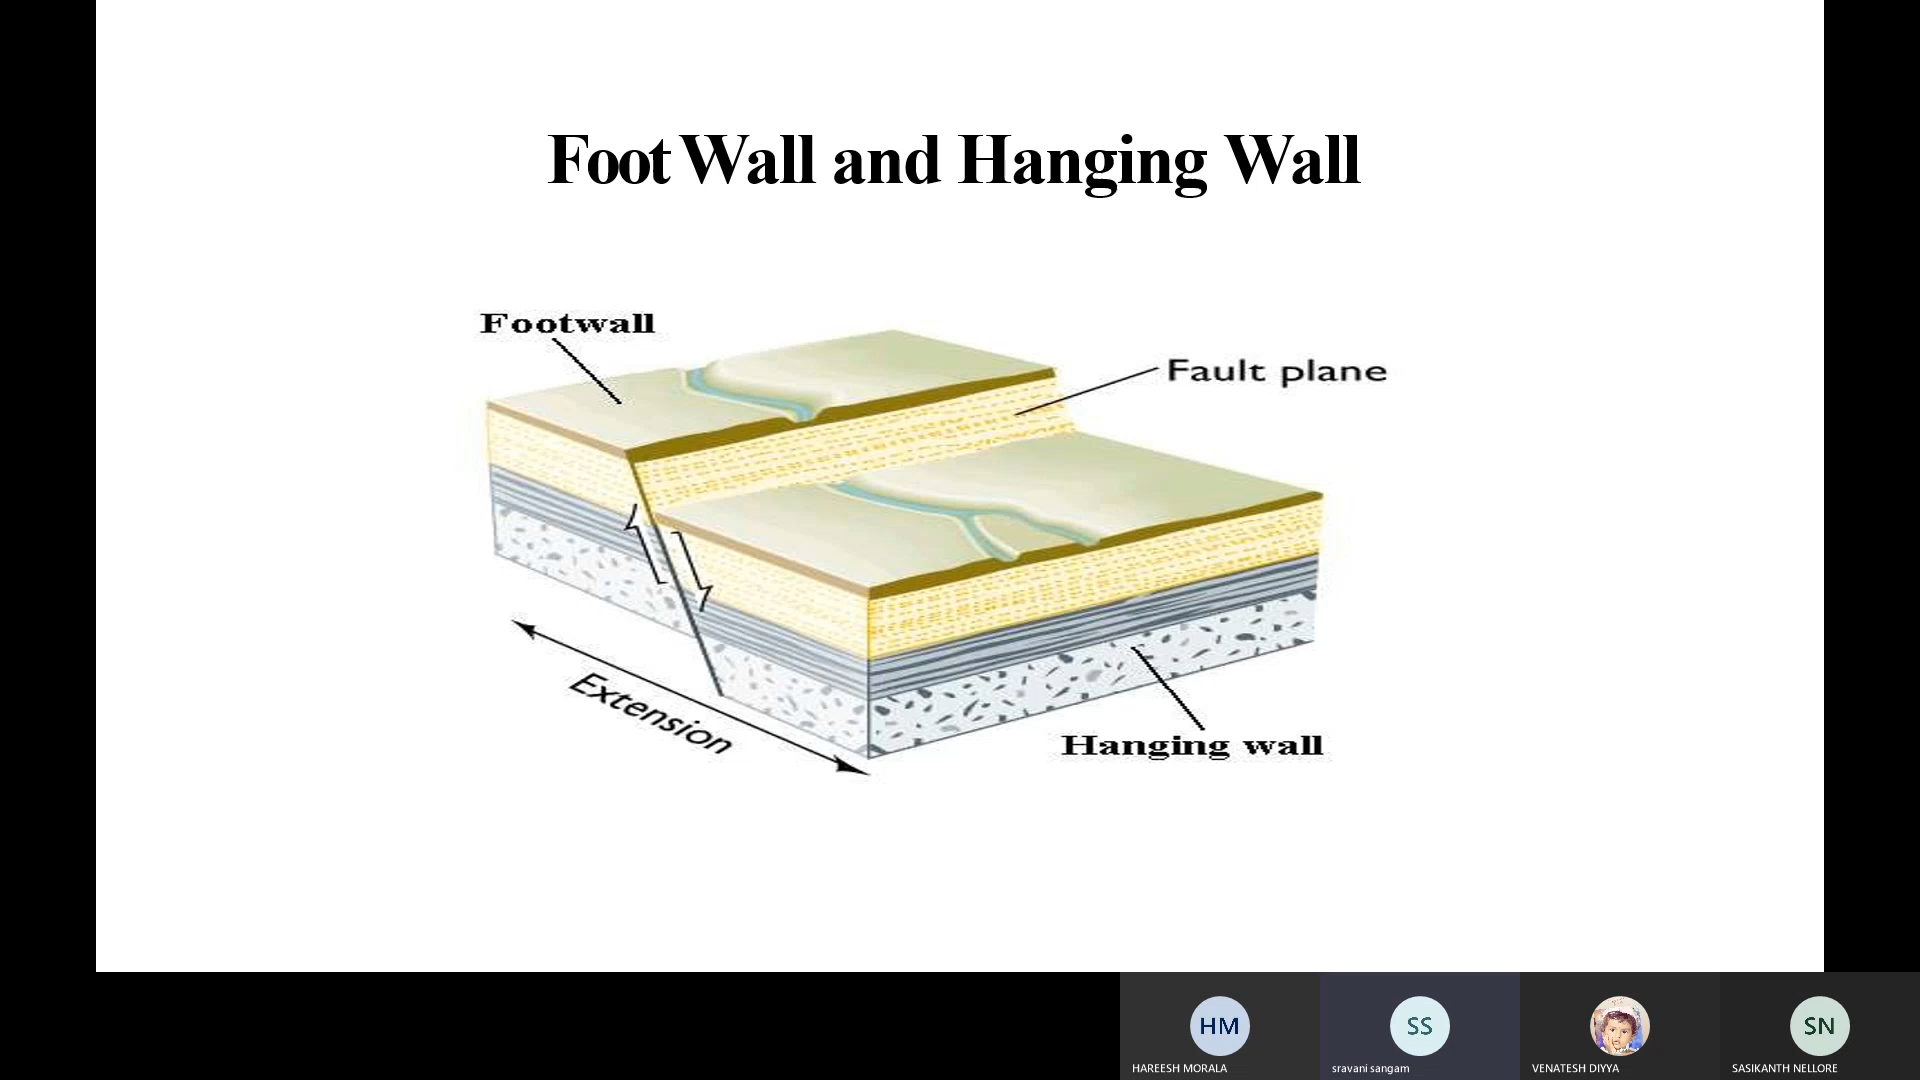 Foot Wall and Hanging Wall
Footwall
Fault plane
Extension
Hanging wall
HM
SS
SN
HAREESH MORALA
sravani sangam
VENATESH DIYYA
SASIKANTH NELLORE